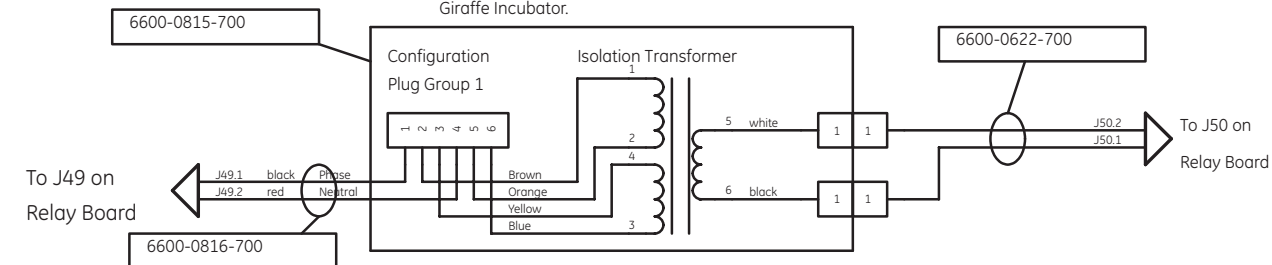 Giraffe Incubator.
6600-0815-700
6600-0622-700
Configuration
Plug Group 1
Isolation Transformer
1
1 2 3 4 5 6
2
4
3
5 white
6 black
1 1
1 1
J50.2
J50.1
To J50 on
Relay Board
To J49 on
Relay Board
J49.1 black Phase
J49.2 red Neutral
Brown
Orange
Yellow
Blue
6600-0816-700